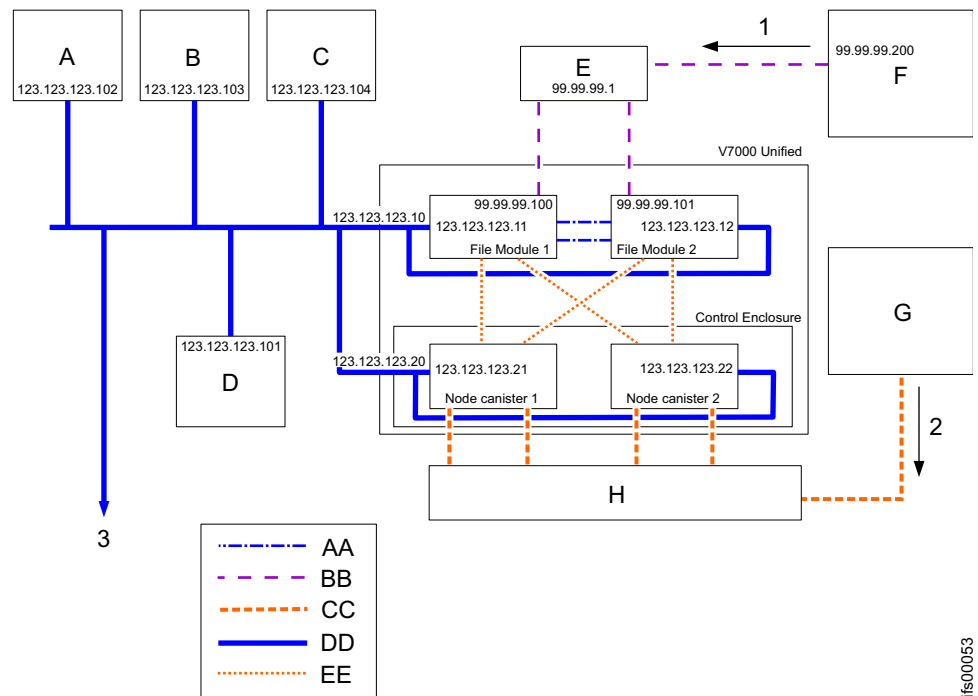 A
123.123.123.102
B
123.123.123.103
C
123.123.123.104
E
99.99.99.1
1
99.99.99.200
F
V7000 Unified
123.123.123.10
99.99.99.100
123.123.123.11
File Module 1
99.99.99.101
123.123.123.12
File Module 2
G
Control Enclosure
123.123.123.101
D
123.123.123.20
123.123.123.21
Node canister 1
123.123.123.22
Node canister 2
2
H
3
AA
BB
CC
DD
EE
ifs00053